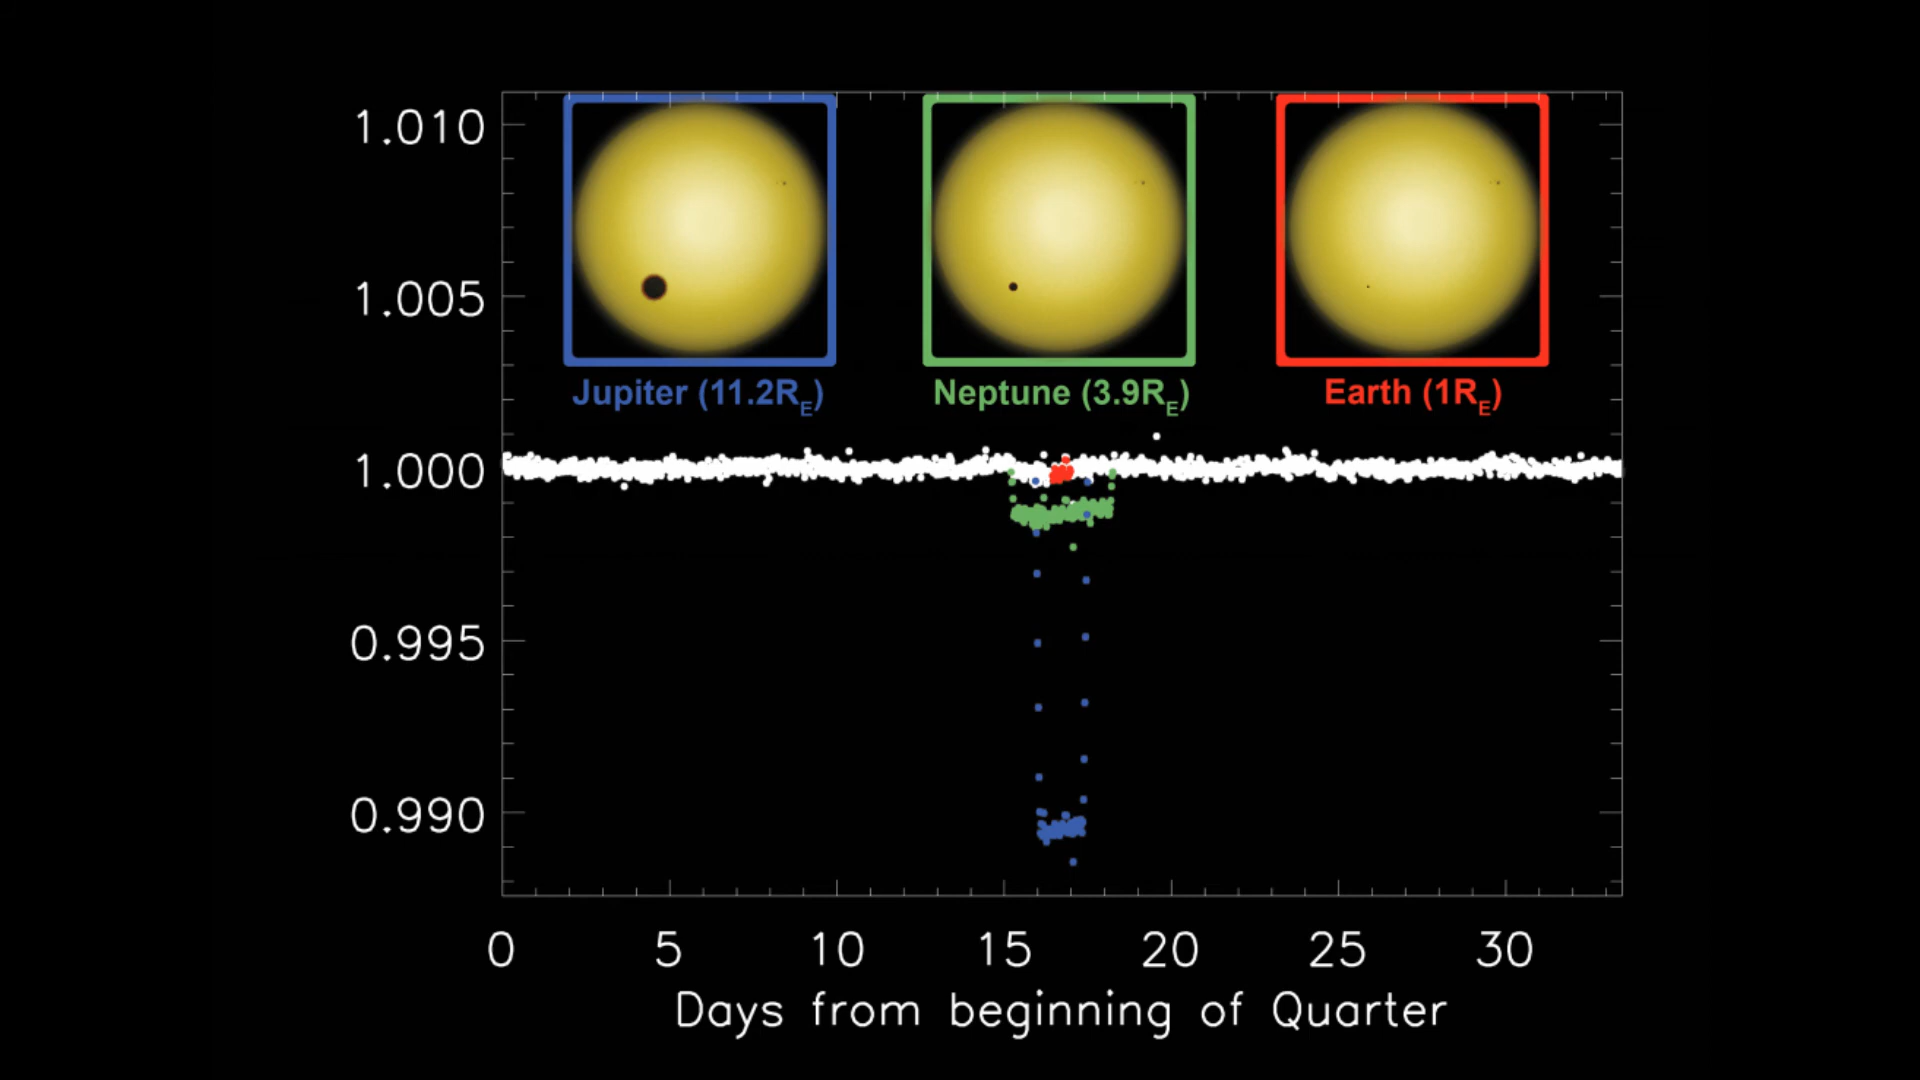 1.010
1.005
1.000
0.995
0.990
Jupiter (11.2R_E)
Neptune (3.9R_E)
Earth (1R_E)
0 5 10 15 20 25 30
Days from beginning of Quarter